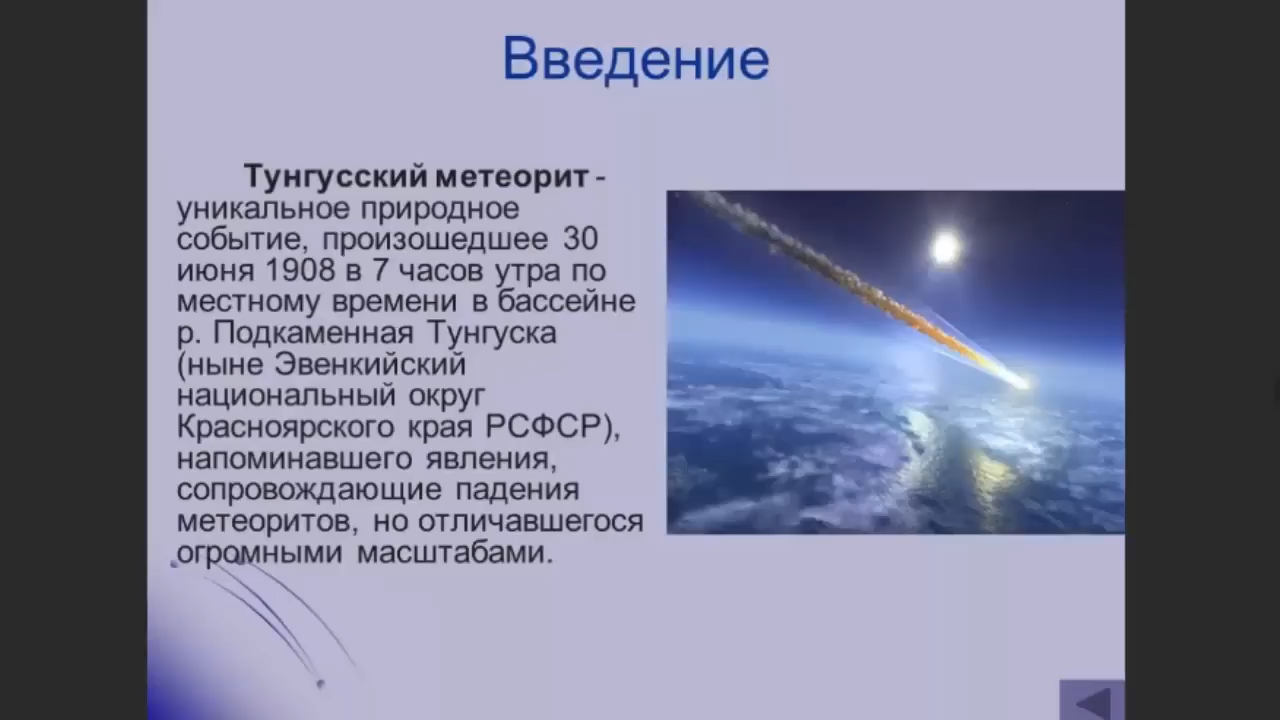 Введение
Тунгусский метеорит -
уникальное природное
событие, произошедшее 30
июня 1908 в 7 часов утра по
местному времени в бассейне
р. Подкаменная Тунгуска
(ныне Эвенкийский
национальный округ
Красноярского края РСФСР),
напоминавшего явления,
сопровождающие падения
метеоритов, но отличавшегося
огромными масштабами.